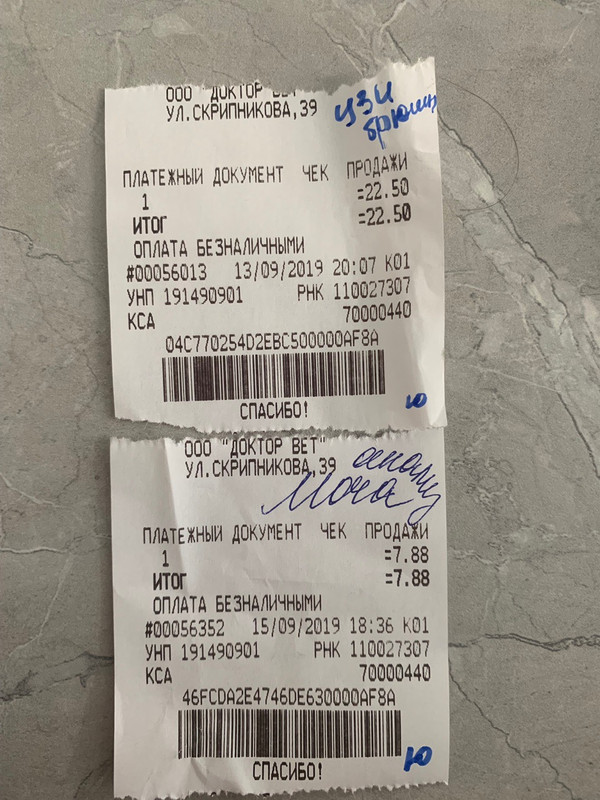 ООО "ДОКТОР ВЕТ"
УЛ.СКРИПНИКОВА,39
УЗИ
брюшн
ПЛАТЕЖНЫЙ ДОКУМЕНТ ЧЕК ПРОДАЖИ
1 =22.50
ИТОГ =22.50
ОПЛАТА БЕЗНАЛИЧНЫМИ
#00056013 13/09/2019 20:07 К01
УНП 191490901 РНК 110027307
КСА 70000440
04C770254D2EBC500000AF8A
СПАСИБО!
Ю
ООО "ДОКТОР ВЕТ"
УЛ.СКРИПНИКОВА,39
анализ
Моча
ПЛАТЕЖНЫЙ ДОКУМЕНТ ЧЕК ПРОДАЖИ
1 =7.88
ИТОГ =7.88
ОПЛАТА БЕЗНАЛИЧНЫМИ
#00056352 15/09/2019 18:36 К01
УНП 191490901 РНК 110027307
КСА 70000440
46FCDA2E4746DE630000AF8A
СПАСИБО!
Ю